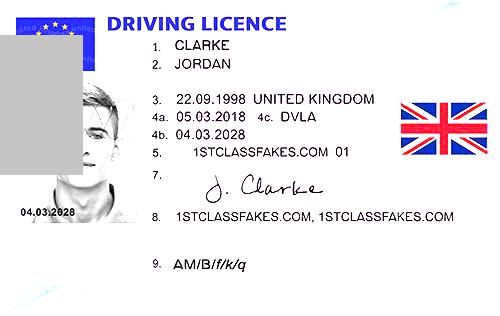 DRIVING LICENCE
1. CLARKE
2. JORDAN
3. 22.09.1998 UNITED KINGDOM
4a. 05.03.2018 4c. DVLA
4b. 04.03.2028
5. 1STCLASSFAKES.COM 01
7. J. Clarke
04.03.2028
8. 1STCLASSFAKES.COM, 1STCLASSFAKES.COM
9. AM/B/f/k/q